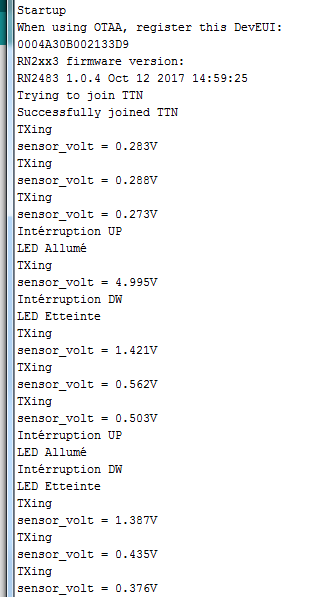 Startup
When using OTAA, register this DevEUI:
0004A30B002133D9
RN2xx3 firmware version:
RN2483 1.0.4 Oct 12 2017 14:59:25
Trying to join TTN
Successfully joined TTN
TXing
sensor_volt = 0.283V
TXing
sensor_volt = 0.288V
TXing
sensor_volt = 0.273V
Intérruption UP
LED Allumé
TXing
sensor_volt = 4.995V
Intérruption DW
LED Etteinte
TXing
sensor_volt = 1.421V
TXing
sensor_volt = 0.562V
TXing
sensor_volt = 0.503V
Intérruption UP
LED Allumé
Intérruption DW
LED Etteinte
TXing
sensor_volt = 1.387V
TXing
sensor_volt = 0.435V
TXing
sensor_volt = 0.376V